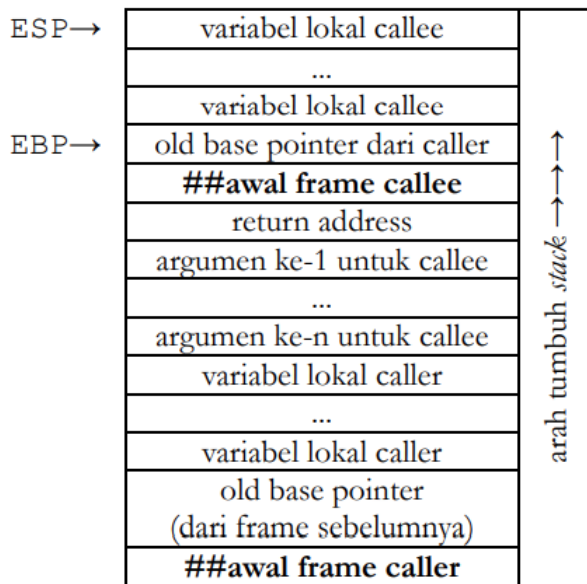 ESP→ variabel lokal callee
...
variabel lokal callee
EBP→ old base pointer dari caller
##awal frame callee
return address
argumen ke-1 untuk callee
...
argumen ke-n untuk callee
variabel lokal caller
...
variabel lokal caller
old base pointer
(dari frame sebelumnya)
##awal frame caller
arah tumbuh stack →→→